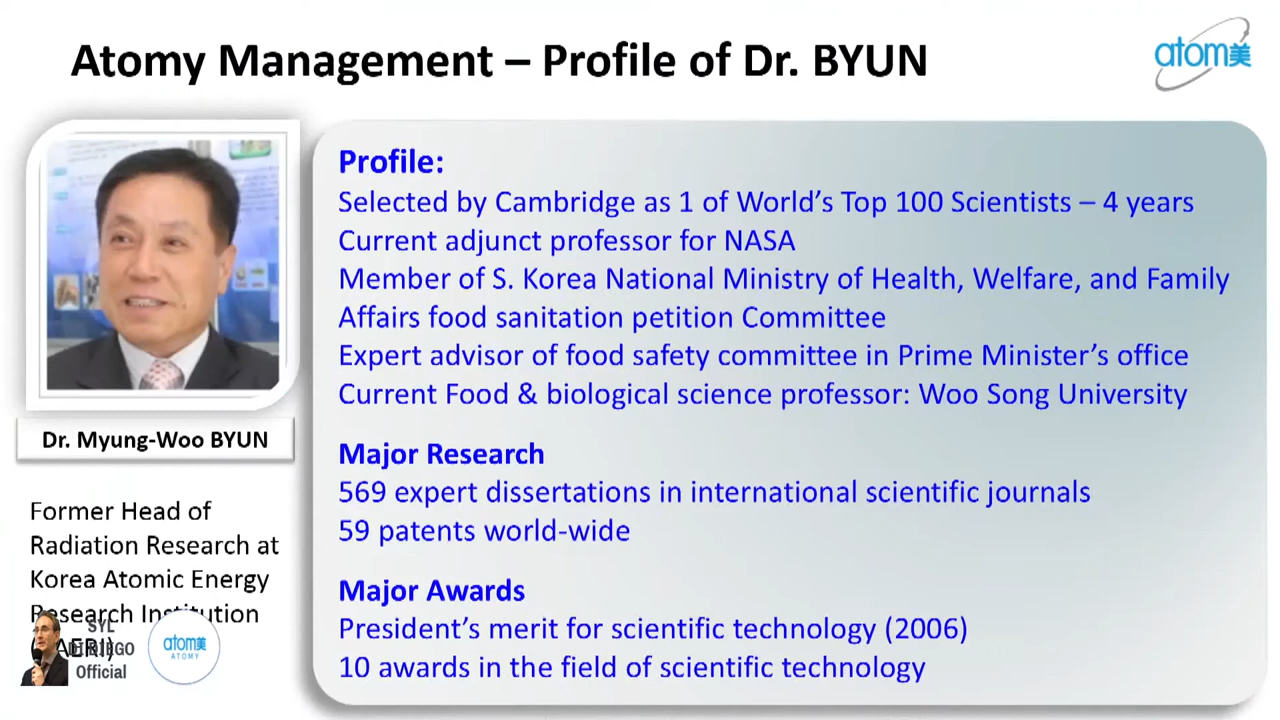 Atomy Management – Profile of Dr. BYUN
atom美
Profile:
Selected by Cambridge as 1 of World's Top 100 Scientists – 4 years
Current adjunct professor for NASA
Member of S. Korea National Ministry of Health, Welfare, and Family
Affairs food sanitation petition Committee
Expert advisor of food safety committee in Prime Minister's office
Current Food & biological science professor: Woo Song University
Major Research
569 expert dissertations in international scientific journals
59 patents world-wide
Major Awards
President's merit for scientific technology (2006)
10 awards in the field of scientific technology
Dr. Myung-Woo BYUN
Former Head of
Radiation Research at
Korea Atomic Energy
Research Institution
SYL
Official
atom美
ATOMY